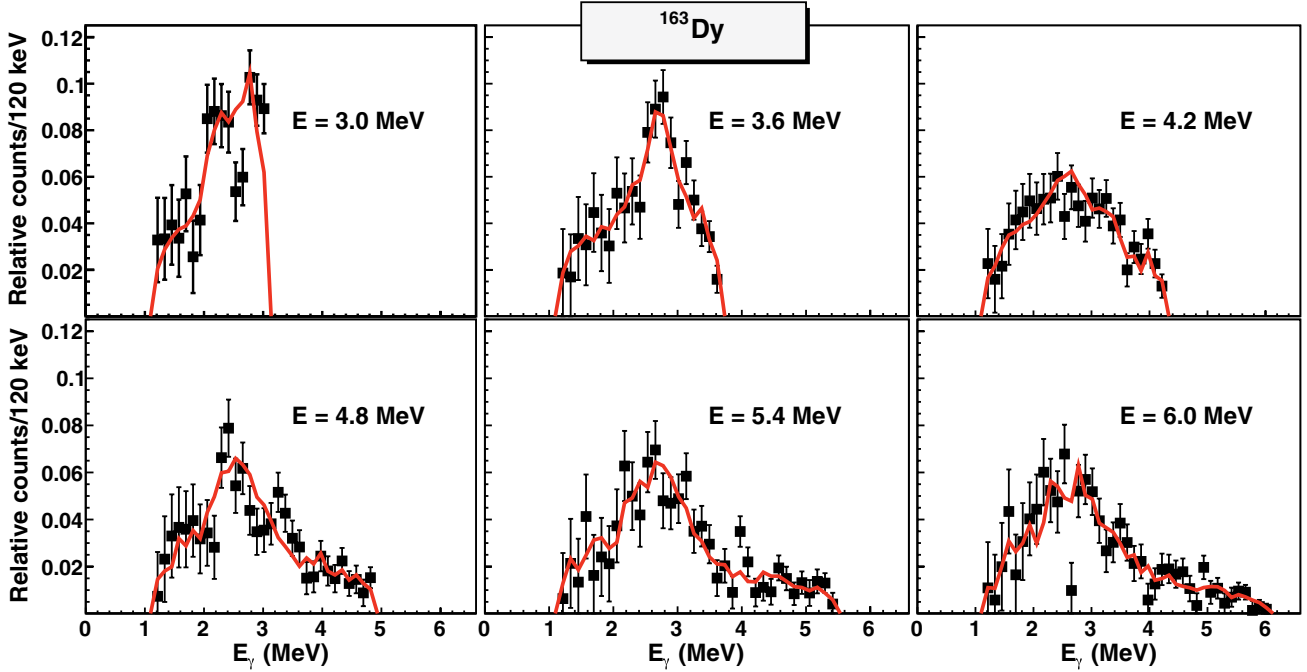 ¹⁶³Dy
Relative counts/120 keV
0.12
0.1
0.08
0.06
0.04
0.02
E = 3.0 MeV
E = 3.6 MeV
E = 4.2 MeV
Relative counts/120 keV
0.12
0.1
0.08
0.06
0.04
0.02
E = 4.8 MeV
E = 5.4 MeV
E = 6.0 MeV
0 1 2 3 4 5 6
0 1 2 3 4 5 6
0 1 2 3 4 5 6
E_γ (MeV)
E_γ (MeV)
E_γ (MeV)